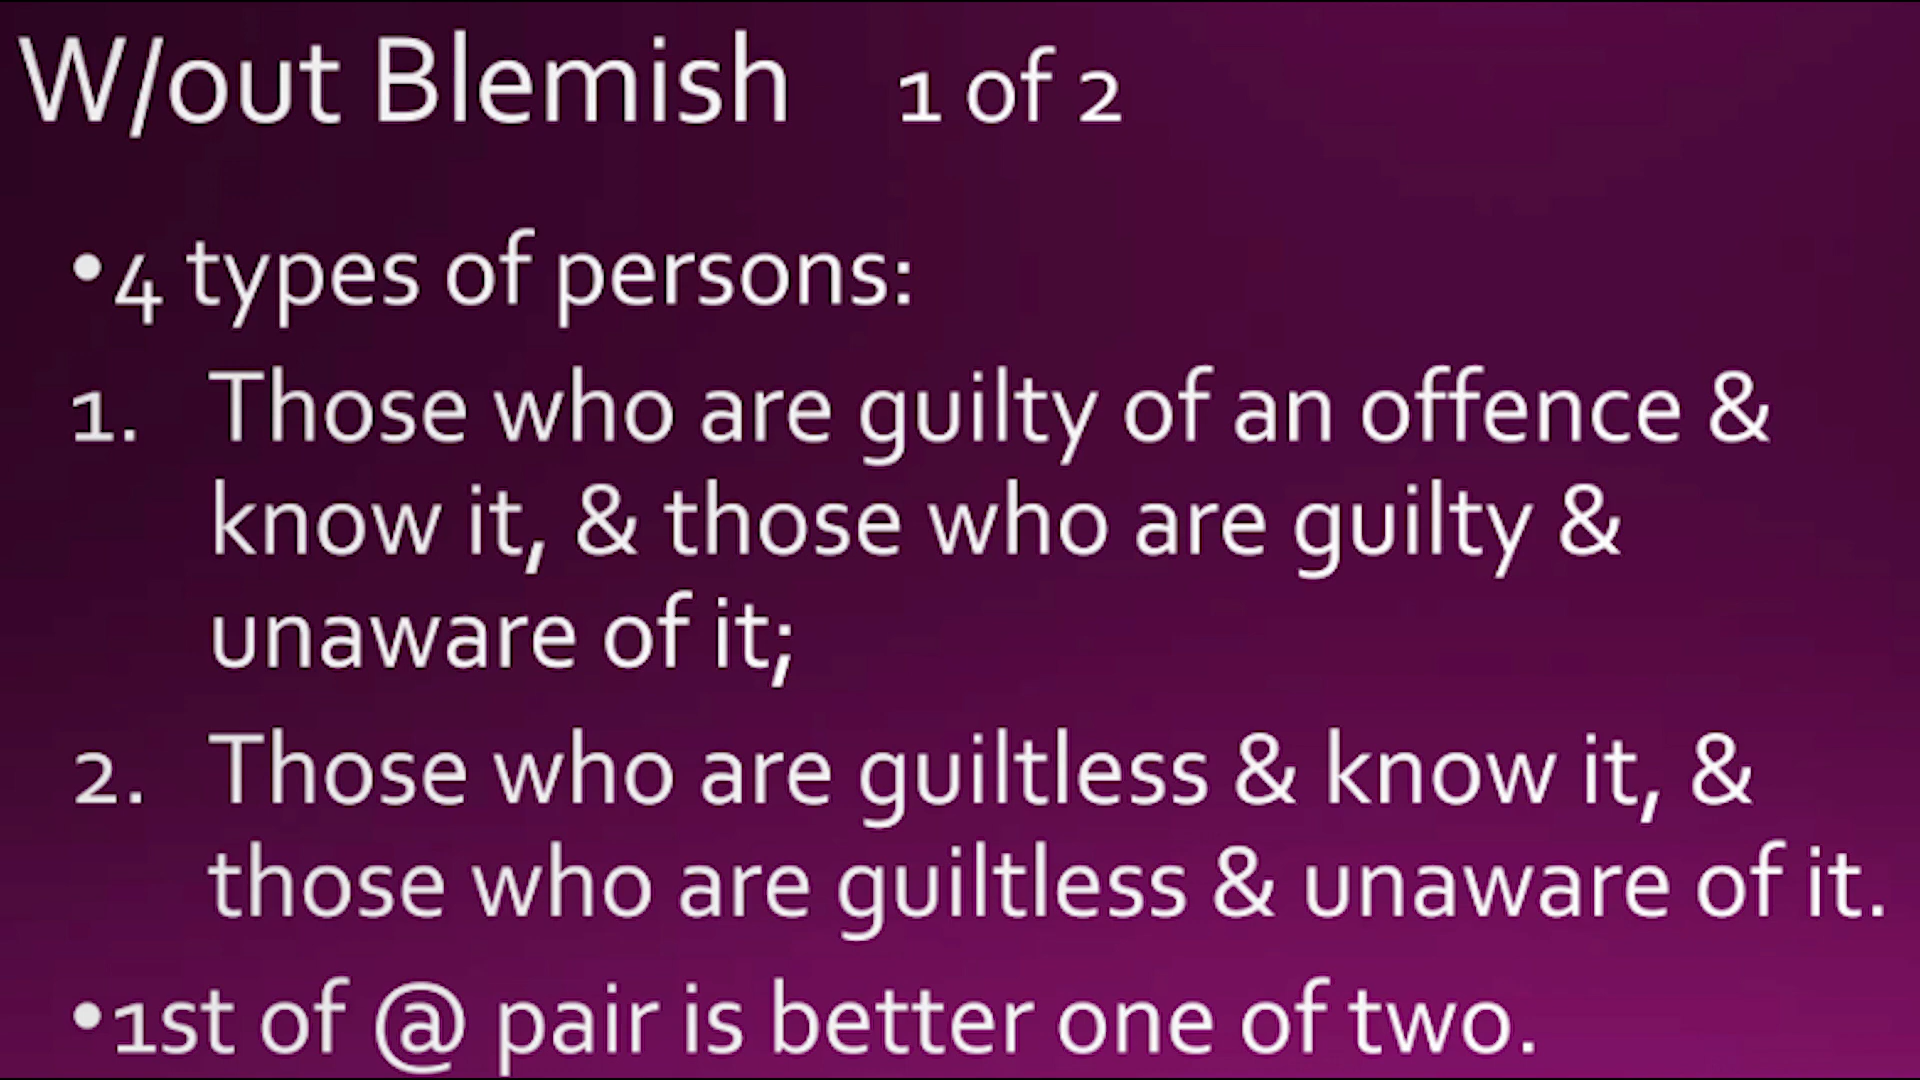 W/out Blemish 1 of 2
•4 types of persons:
1. Those who are guilty of an offence &
know it, & those who are guilty &
unaware of it;
2. Those who are guiltless & know it, &
those who are guiltless & unaware of it.
•1st of @ pair is better one of two.